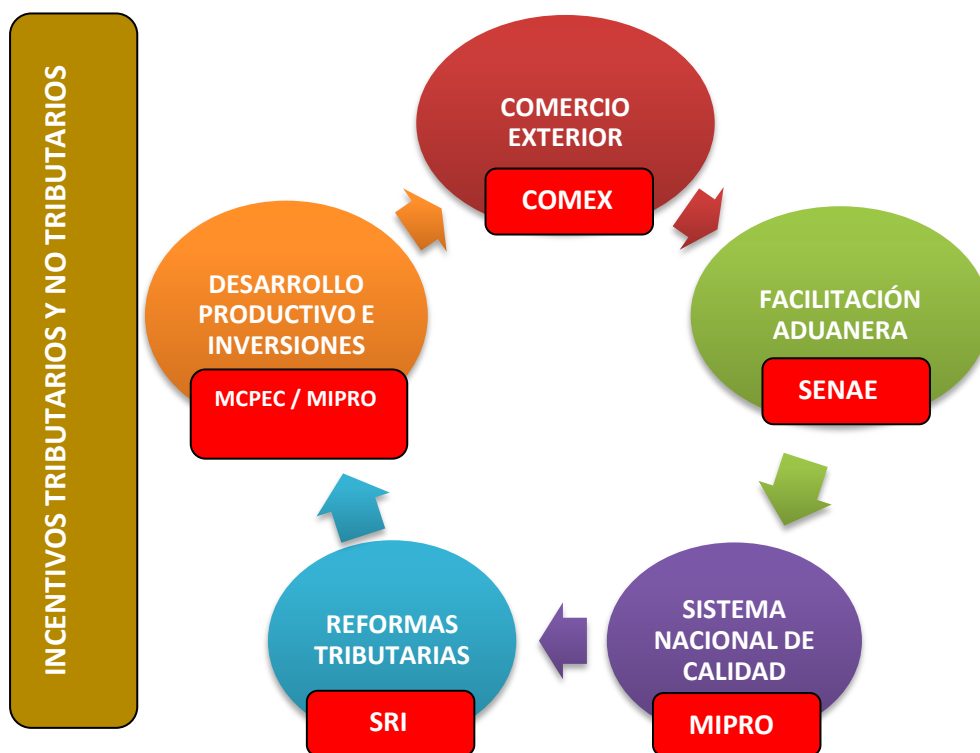 INCENTIVOS TRIBUTARIOS Y NO TRIBUTARIOS
COMERCIO
EXTERIOR
COMEX
FACILITACIÓN
ADUANERA
SENAE
SISTEMA
NACIONAL DE
CALIDAD
MIPRO
REFORMAS
TRIBUTARIAS
SRI
DESARROLLO
PRODUCTIVO E
INVERSIONES
MCPEC / MIPRO